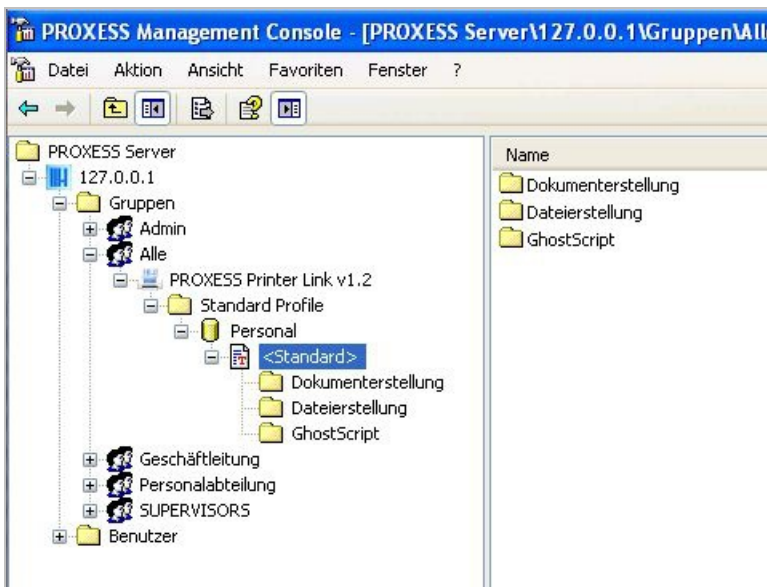 PROXESS Management Console - [PROXESS Server\127.0.0.1\Gruppen\All
Datei Aktion Ansicht Favoriten Fenster ?
PROXESS Server
127.0.0.1
Gruppen
Admin
Alle
PROXESS Printer Link v1.2
Standard Profile
Personal
<Standard>
Dokumenterstellung
Dateierstellung
GhostScript
Geschäftleitung
Personalabteilung
SUPERVISORS
Benutzer
Name
Dokumenterstellung
Dateierstellung
GhostScript